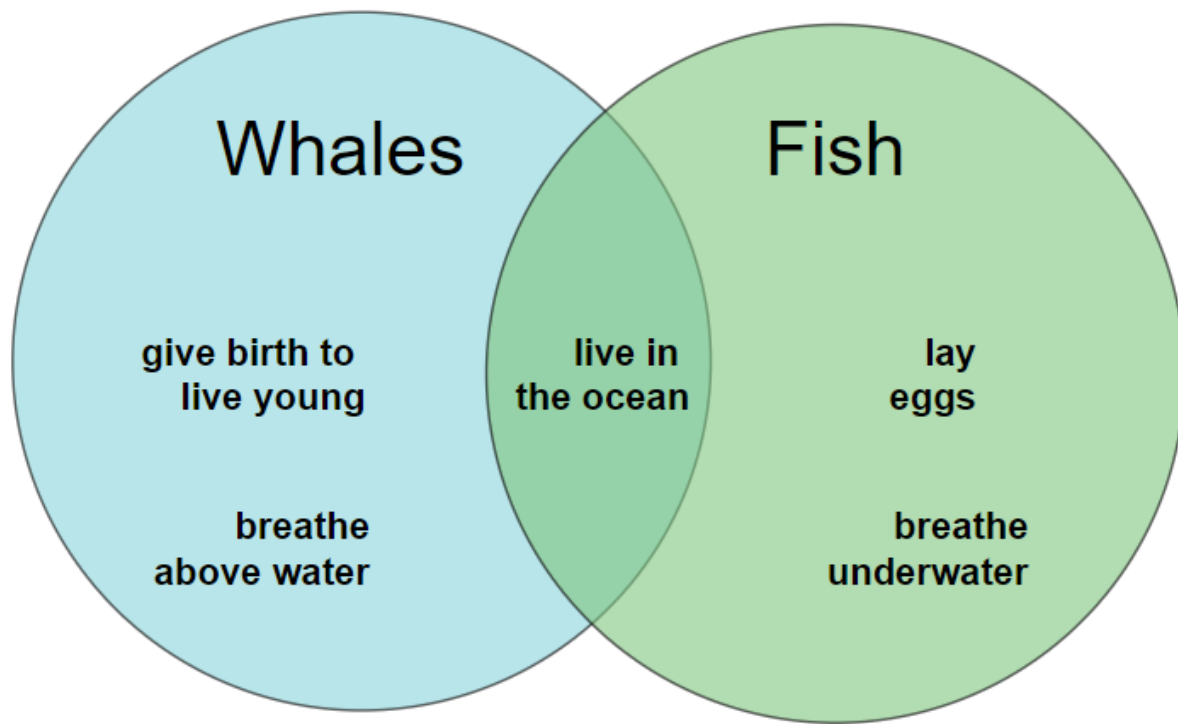 Whales
Fish
give birth to
live young
live in
the ocean
lay
eggs
breathe
above water
breathe
underwater